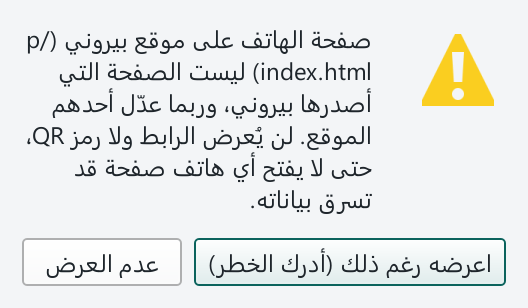 صفحة الهاتف على موقع بيروني (/p
index.html) ليست الصفحة التي
أصدرها بيروني، وربما عدّل أحدهم
الموقع. لن يُعرض الرابط ولا رمز QR،
حتى لا يفتح أي هاتف صفحة قد
تسرق بياناته.
اعرضه رغم ذلك (أدرك الخطر)
عدم العرض